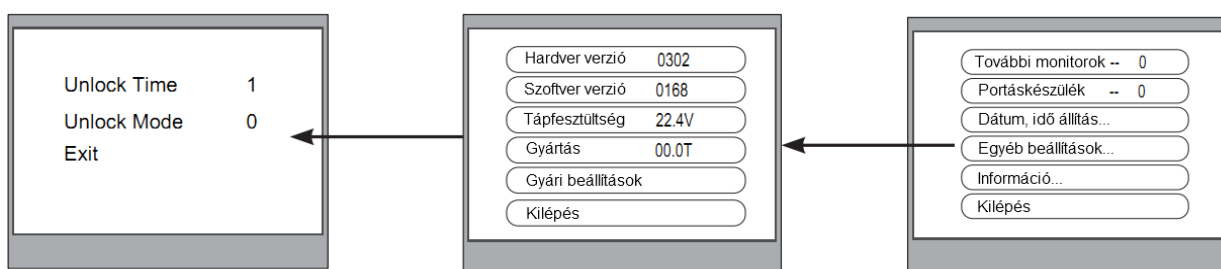 Unlock Time 1
Unlock Mode 0
Exit
Hardver verzió 0302
Szoftver verzió 0168
Tápfesztültség 22.4V
Gyártás 00.0T
Gyári beállítások
Kilépés
További monitorok -- 0
Portáskészülék -- 0
Dátum, idő állítás...
Egyéb beállítások...
Információ...
Kilépés